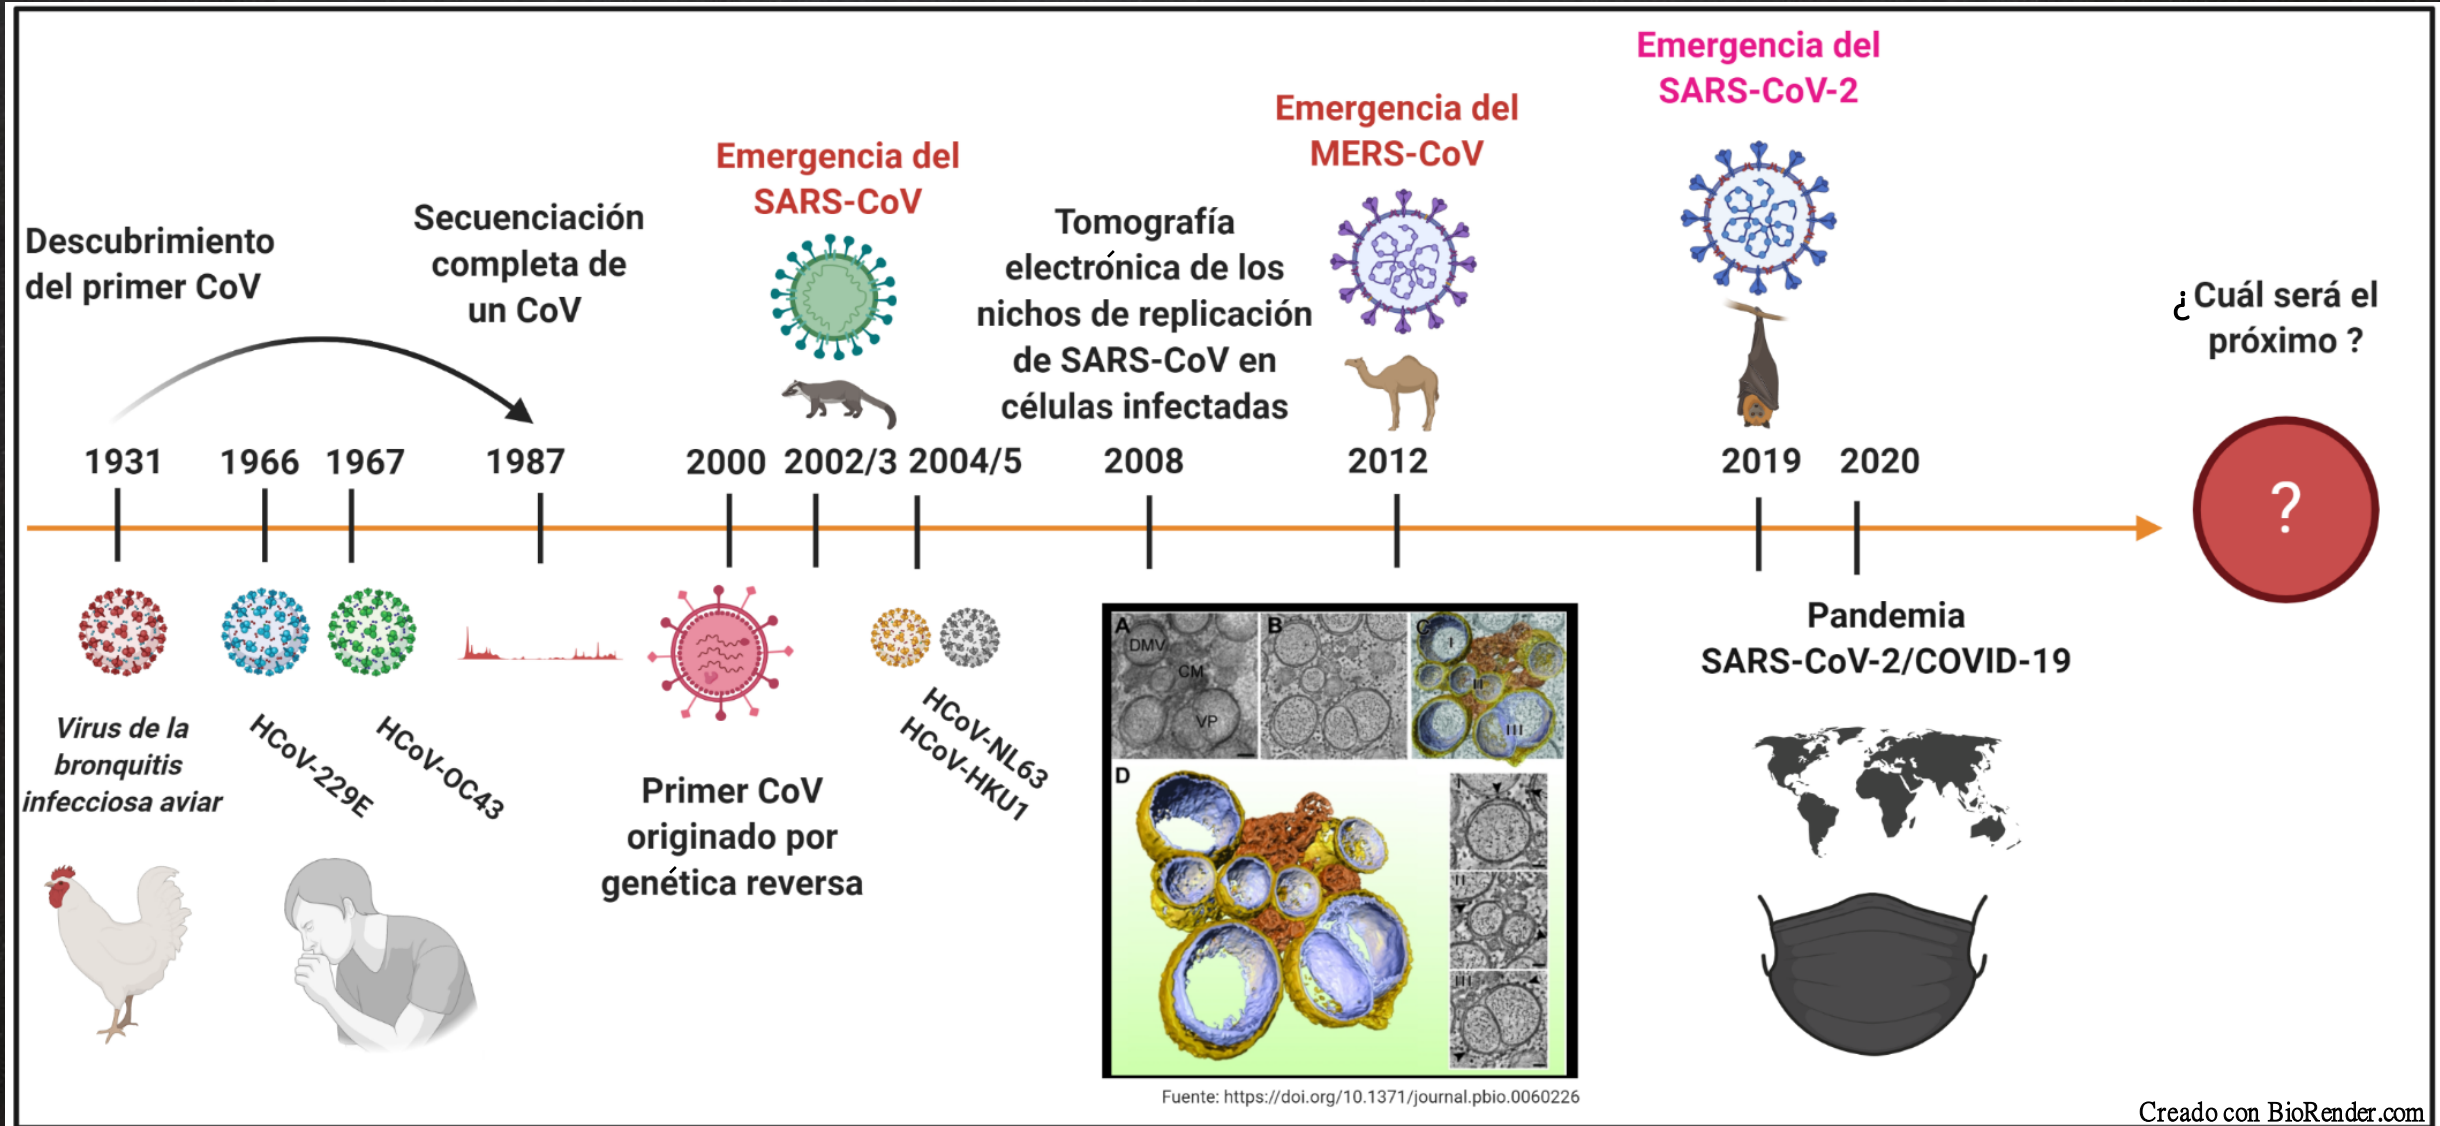 Emergencia del
SARS-CoV-2
Emergencia del
MERS-CoV
Emergencia del
SARS-CoV
Descubrimiento
del primer CoV
Secuenciación
completa de
un CoV
Tomografía
electrónica de los
nichos de replicación
de SARS-CoV en
células infectadas
¿Cuál será el
próximo ?
1931
1966
1967
1987
2000
2002/3
2004/5
2008
2012
2019
2020
?
Virus de la
bronquitis
infecciosa aviar
HCoV-229E
HCoV-OC43
Primer CoV
originado por
genética reversa
HCoV-NL63
HCoV-HKU1
A
DMV
CM
VP
B
C
I
II
III
D
I
II
III
Fuente: https://doi.org/10.1371/journal.pbio.0060226
Pandemia
SARS-CoV-2/COVID-19
Creado con BioRender.com